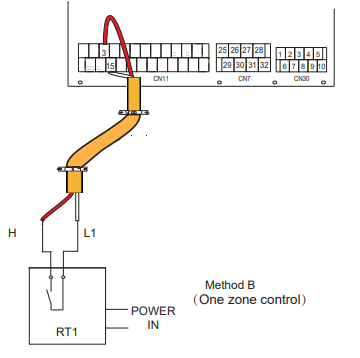 3
25 26 27 28
1 2 3 4 5
15
29 30 31 32
6 7 8 9 10
CN11
CN7
CN30
H
L1
Method B
(One zone control)
POWER
IN
RT1